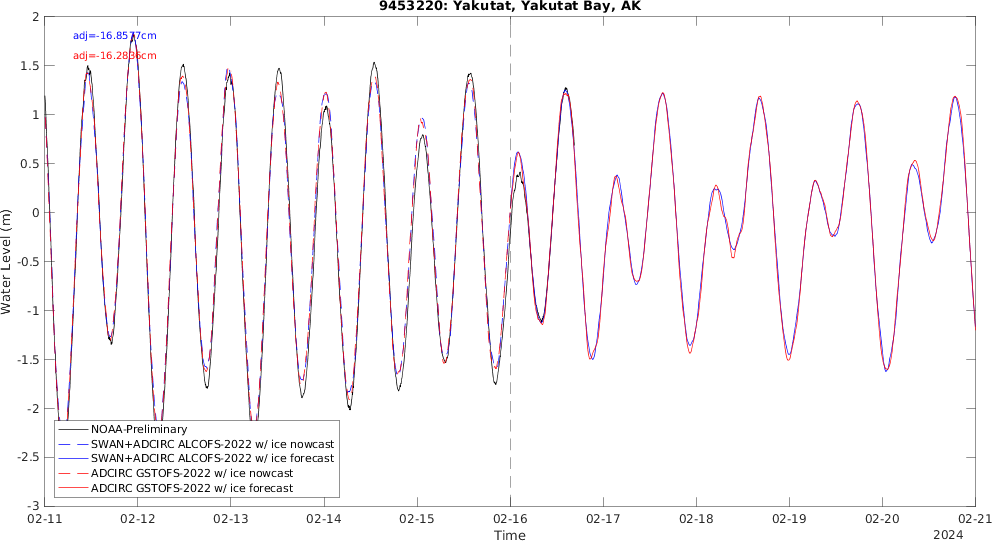 9453220: Yakutat, Yakutat Bay, AK
adj=-16.8577cm
adj=-16.2836cm
Water Level (m)
2
1.5
1
0.5
0
-0.5
-1
-1.5
-2
-2.5
-3
NOAA-Preliminary
SWAN+ADCIRC ALCOFS-2022 w/ ice nowcast
SWAN+ADCIRC ALCOFS-2022 w/ ice forecast
ADCIRC GSTOFS-2022 w/ ice nowcast
ADCIRC GSTOFS-2022 w/ ice forecast
02-11 02-12 02-13 02-14 02-15 02-16 02-17 02-18 02-19 02-20 02-21
Time
2024